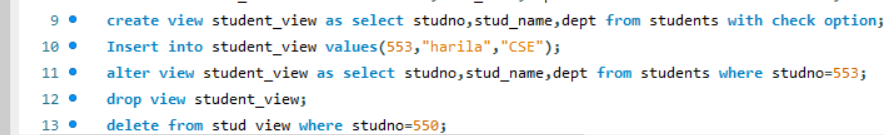 9 create view student_view as select studno,stud_name,dept from students with check option;
10 Insert into student_view values(553,"harila","CSE");
11 alter view student_view as select studno,stud_name,dept from students where studno=553;
12 drop view student_view;
13 delete from stud_view where studno=550;